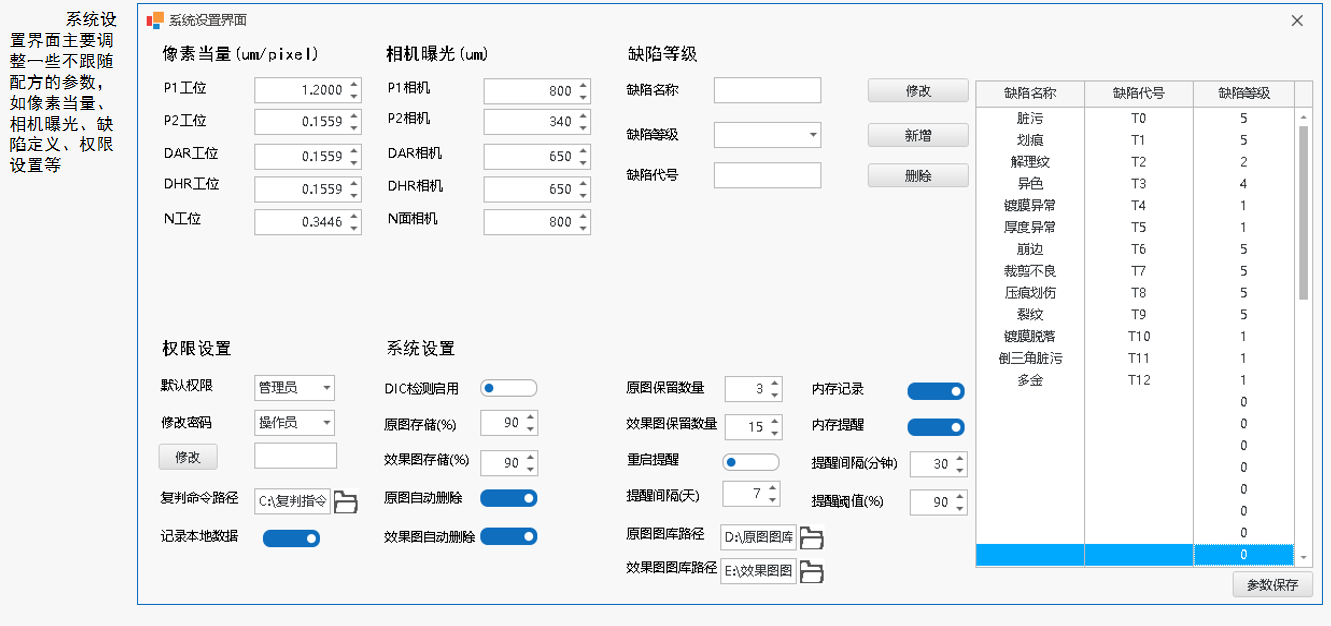 系统设
置界面主要调
整一些不跟随
配方的参数，
如像素当量、
相机曝光、缺
陷定义、权限
设置等
系统设置界面
像素当量(um/pixel)
P1工位 1.2000
P2工位 0.1559
DAR工位 0.1559
DHR工位 0.1559
N工位 0.3446
相机曝光(um)
P1相机 800
P2相机 340
DAR相机 650
DHR相机 650
N面相机 800
缺陷等级
缺陷名称 修改
缺陷等级 新增
缺陷代号 删除
缺陷名称 缺陷代号 缺陷等级
脏污 T0 5
划痕 T1 5
解理纹 T2 2
异色 T3 4
镀膜异常 T4 1
厚度异常 T5 1
崩边 T6 5
裁剪不良 T7 5
压痕划伤 T8 5
裂纹 T9 5
镀膜脱落 T10 1
倒三角脏污 T11 1
多金 T12 1
0
0
0
0
0
0
0
0
权限设置
默认权限 管理员
修改密码 操作员
修改
复判命令路径 C:\复判指令
记录本地数据
系统设置
DIC检测启用
原图存储(%) 90
效果图存储(%) 90
原图自动删除
效果图自动删除
原图保留数量 3
效果图保留数量 15
重启提醒
提醒间隔(天) 7
原图图库路径 D:\原图图库
效果图图库路径 E:\效果图图
内存记录
内存提醒
提醒间隔(分钟) 30
提醒阈值(%) 90
参数保存